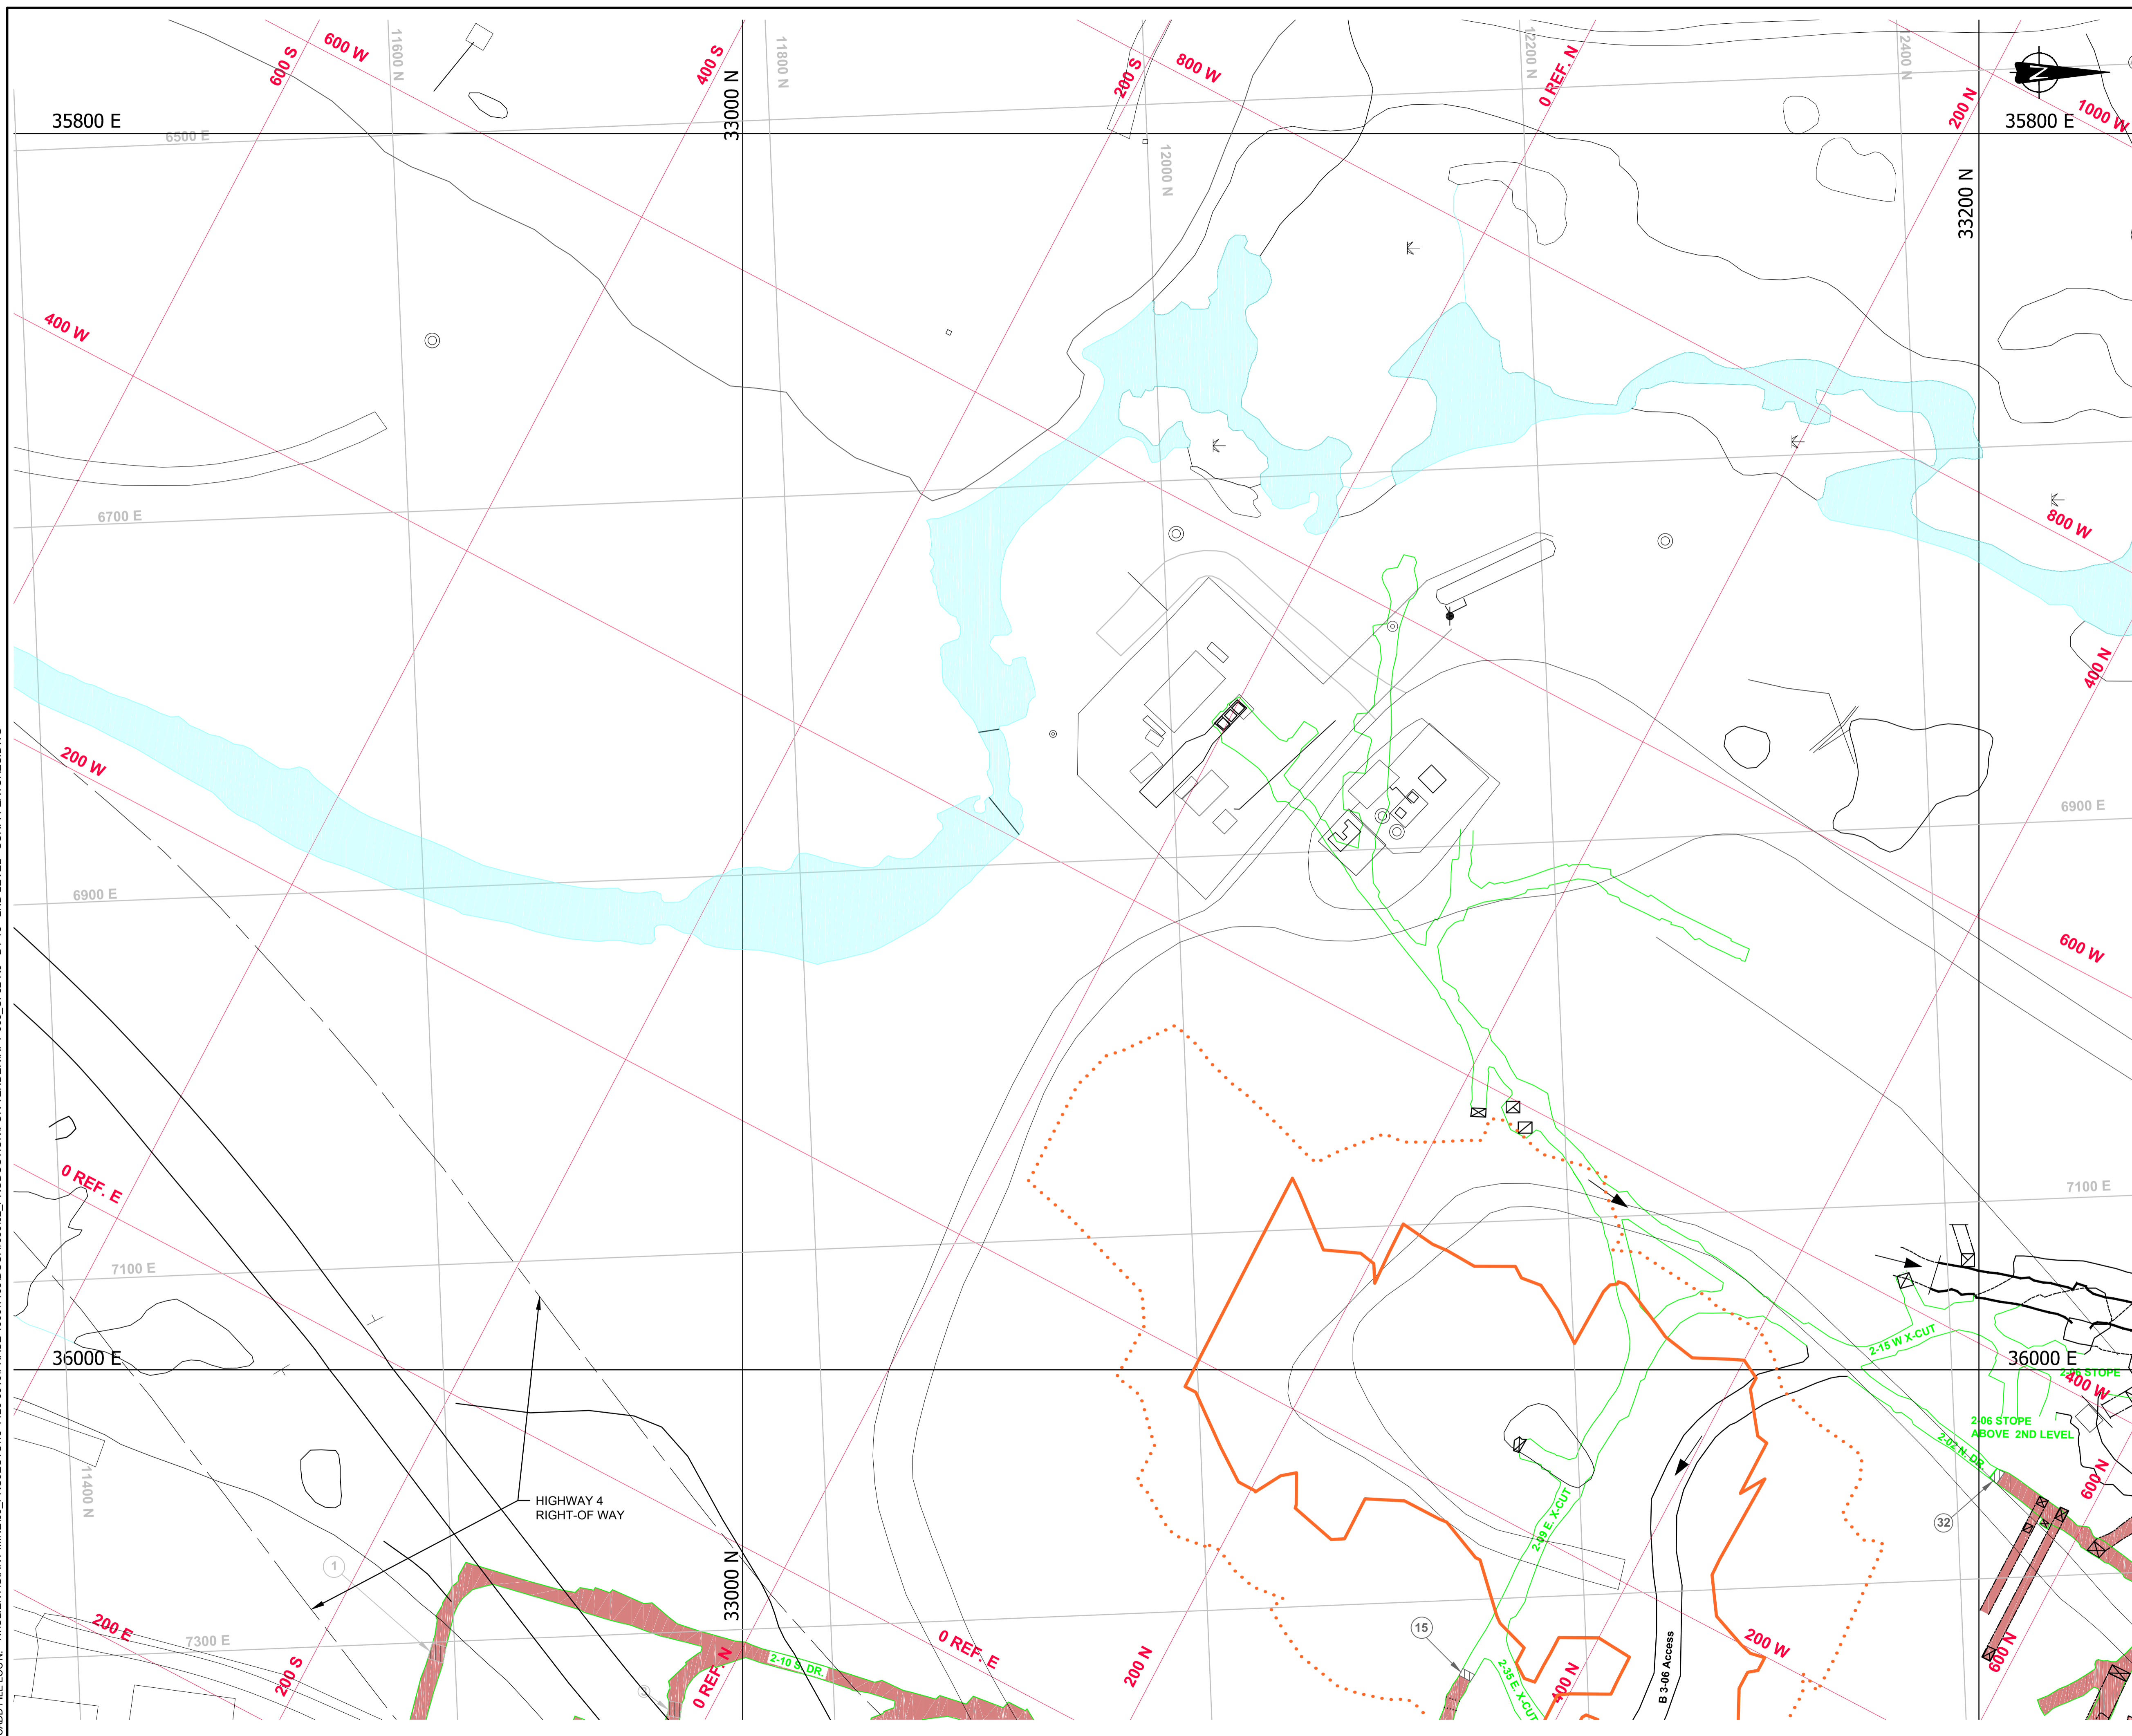 600 S
600 W
11600 N
400 S
33000 N
11800 N
200 S
800 W
12200 N
0 REF. N
12400 N
200 N
N
1000 W
35800 E
35800 E
6500 E
12000 N
33200 N
400 W
6700 E
800 W
400 N
200 W
6900 E
6900 E
600 W
0 REF. E
7100 E
7100 E
36000 E
36000 E
2-15 W X-CUT
2-06 STOPE
400 W
2-06 STOPE
ABOVE 2ND LEVEL
2-02 N. DR.
11400 N
HIGHWAY 4
RIGHT-OF WAY
2-09 E. X-CUT
600 N
32
1
33000 N
200 E
7300 E
200 S
2-10 S. DR.
0 REF. N
0 REF. E
200 N
15
2-35 E. X-CUT
400 N
B 3-06 Access
200 W
600 N